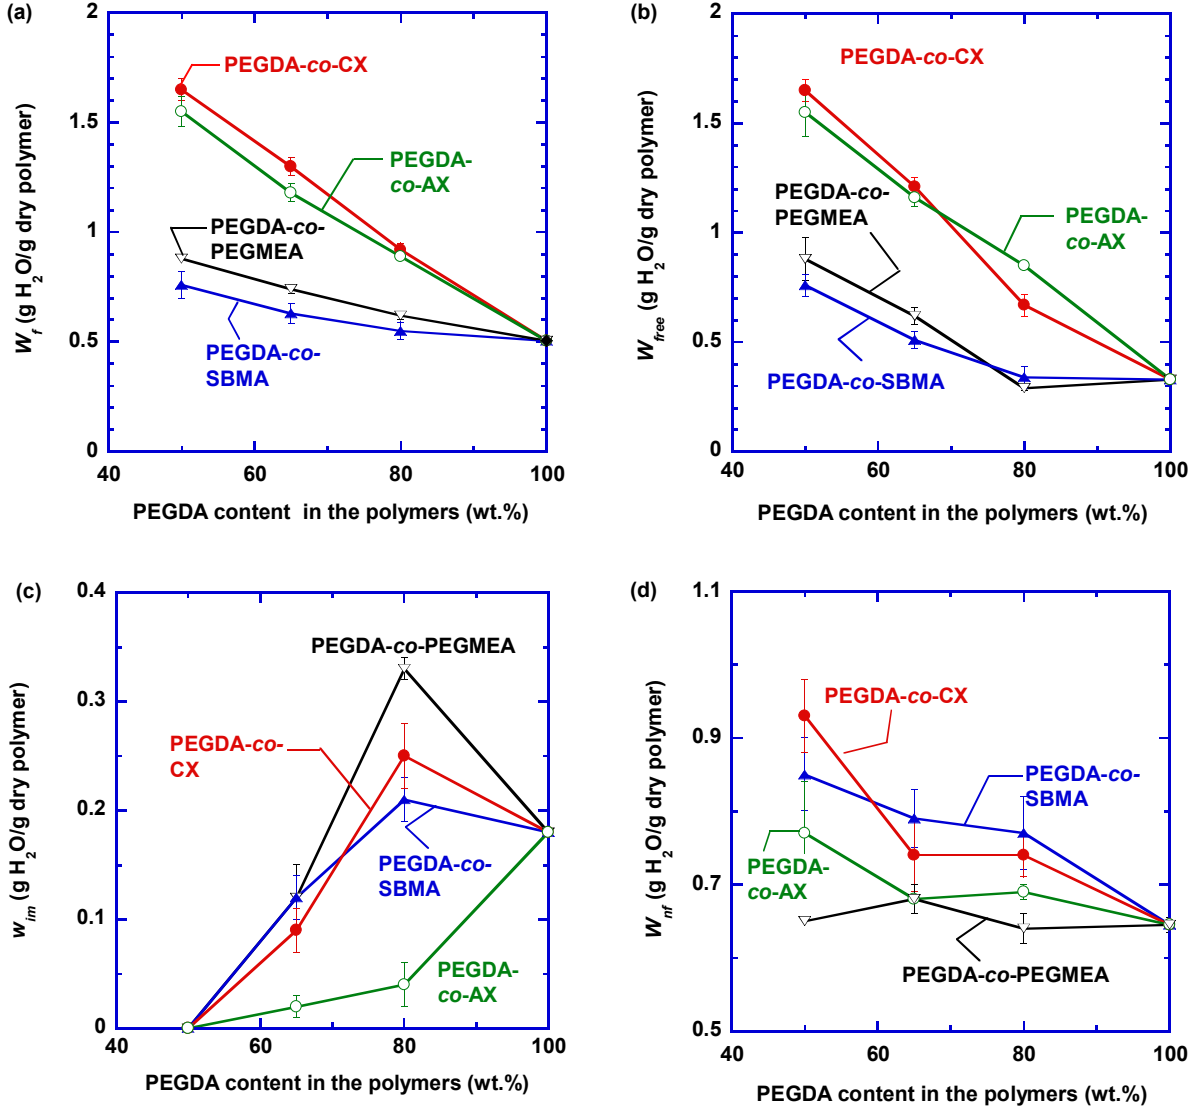 (a)
2
1.5
1
0.5
0
40
60
80
100
W_f (g H₂O/g dry polymer)
PEGDA content in the polymers (wt.%)
PEGDA-co-CX
PEGDA-
co-AX
PEGDA-co-
PEGMEA
PEGDA-co-
SBMA
(b)
2
1.5
1
0.5
0
40
60
80
100
W_free (g H₂O/g dry polymer)
PEGDA content in the polymers (wt.%)
PEGDA-co-CX
PEGDA-co-
PEGMEA
PEGDA-
co-AX
PEGDA-co-SBMA
(c)
0.4
0.3
0.2
0.1
0
40
60
80
100
w_im (g H₂O/g dry polymer)
PEGDA content in the polymers (wt.%)
PEGDA-co-PEGMEA
PEGDA-co-
CX
PEGDA-co-
SBMA
PEGDA-
co-AX
(d)
1.1
0.9
0.7
0.5
40
60
80
100
W_nf (g H₂O/g dry polymer)
PEGDA content in the polymers (wt.%)
PEGDA-co-CX
PEGDA-co-
SBMA
PEGDA-
co-AX
PEGDA-co-PEGMEA